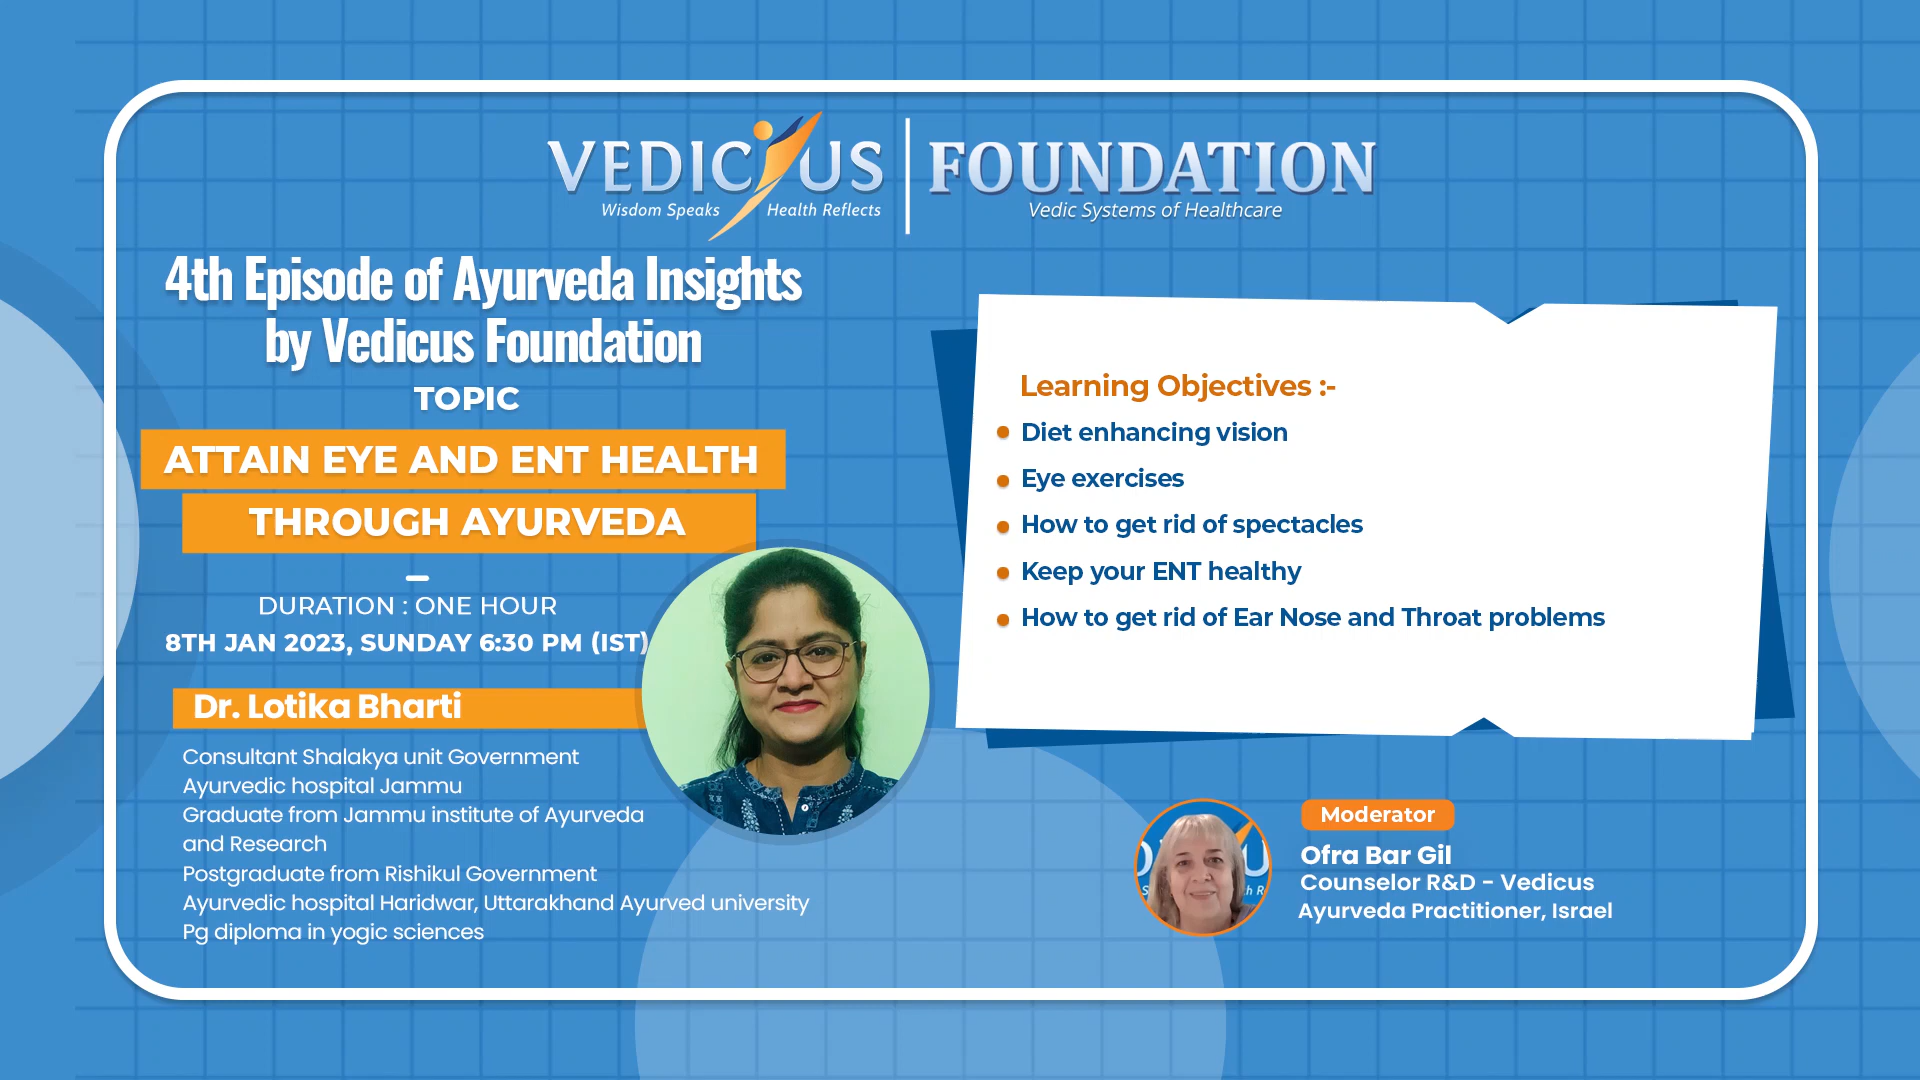 VEDICUS
Wisdom Speaks Health Reflects
FOUNDATION
Vedic Systems of Healthcare
4th Episode of Ayurveda Insights
by Vedicus Foundation
TOPIC
ATTAIN EYE AND ENT HEALTH
THROUGH AYURVEDA
DURATION : ONE HOUR
8TH JAN 2023, SUNDAY 6:30 PM (IST)
Dr. Lotika Bharti
Consultant Shalakya unit Government
Ayurvedic hospital Jammu
Graduate from Jammu institute of Ayurveda
and Research
Postgraduate from Rishikul Government
Ayurvedic hospital Haridwar, Uttarakhand Ayurved university
Pg diploma in yogic sciences
Learning Objectives :-
Diet enhancing vision
Eye exercises
How to get rid of spectacles
Keep your ENT healthy
How to get rid of Ear Nose and Throat problems
Moderator
Ofra Bar Gil
Counselor R&D - Vedicus
Ayurveda Practitioner, Israel